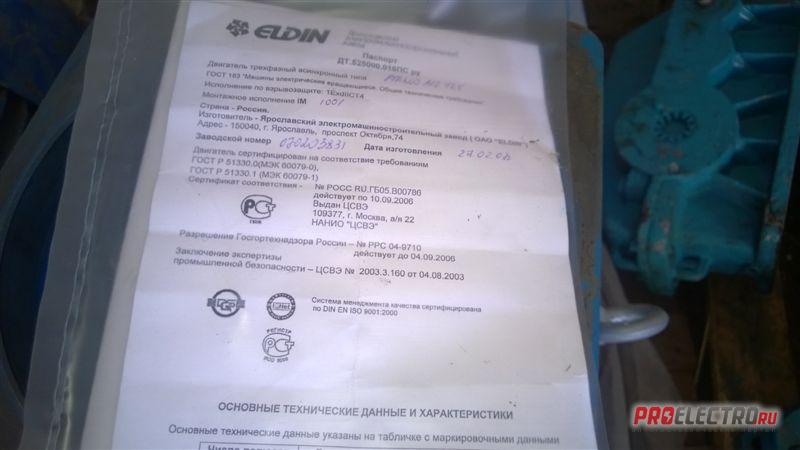 ELDIN
Паспорт
ДТ.525000.016ПС ру
Двигатель трехфазный асинхронный типа
ГОСТ 183 "Машины электрические вращающиеся. Общие технические требования"
Исполнение по взрывозащите: 1ExdIICT4
Монтажное исполнение IM 1001
Страна - Россия.
Изготовитель - Ярославский электромашиностроительный завод ( ОАО "ELDIN" )
Адрес - 150040, г. Ярославль, проспект Октября,74
Заводской номер Дата изготовления 27.02.06
Двигатель сертифицирован на соответствие требованиям
ГОСТ Р 51330.0(МЭК 60079-0)
ГОСТ Р 51330.1 (МЭК 60079-1)
Сертификат соответствия - № РОСС RU.ГБ05.В00786
действует до 10.09.2006
Выдан ЦСВЭ
109377, г. Москва, а/я 22
НАНИО "ЦСВЭ"
Разрешение Госгортехнадзора России – № РРС 04-9710
действует до 04.09.2006
Заключение экспертизы
промышленной безопасности – ЦСВЭ № 2003.3.160 от 04.08.2003
Система менеджмента качества сертифицирована
по DIN EN ISO 9001:2000
РЕГИСТР
ОСНОВНЫЕ ТЕХНИЧЕСКИЕ ДАННЫЕ И ХАРАКТЕРИСТИКИ
Основные технические данные указаны на табличке с маркировочными данными
PROELECTRO.RU